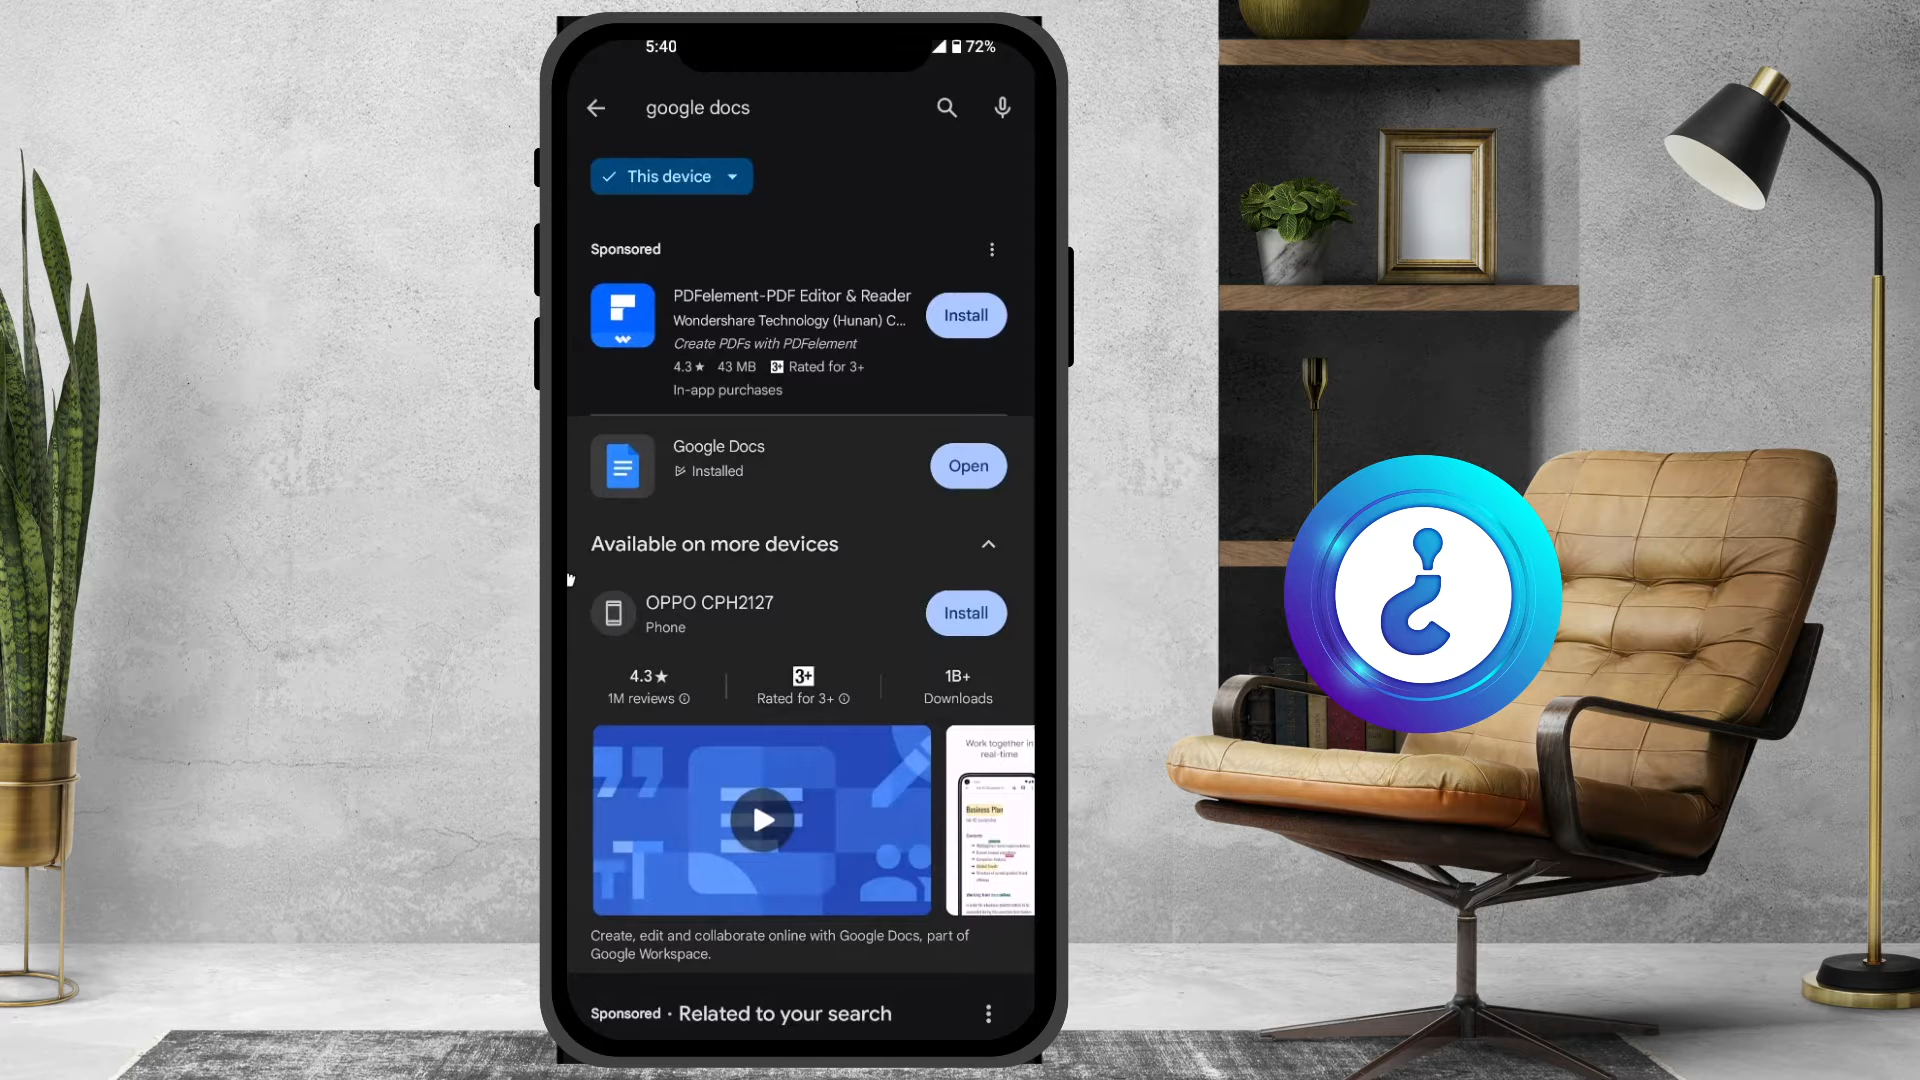 5:40
72%
google docs
This device
Sponsored
PDFelement-PDF Editor & Reader
Install
Wondershare Technology (Hunan) C...
Create PDFs with PDFelement
4.3★ 43 MB 3+ Rated for 3+
In-app purchases
Google Docs
Installed
Open
Available on more devices
OPPO CPH2127
Phone
Install
4.3★
1M reviews
3+
Rated for 3+
1B+
Downloads
Work together in
real-time
Business Plan
Create, edit and collaborate online with Google Docs, part of
Google Workspace.
Sponsored · Related to your search